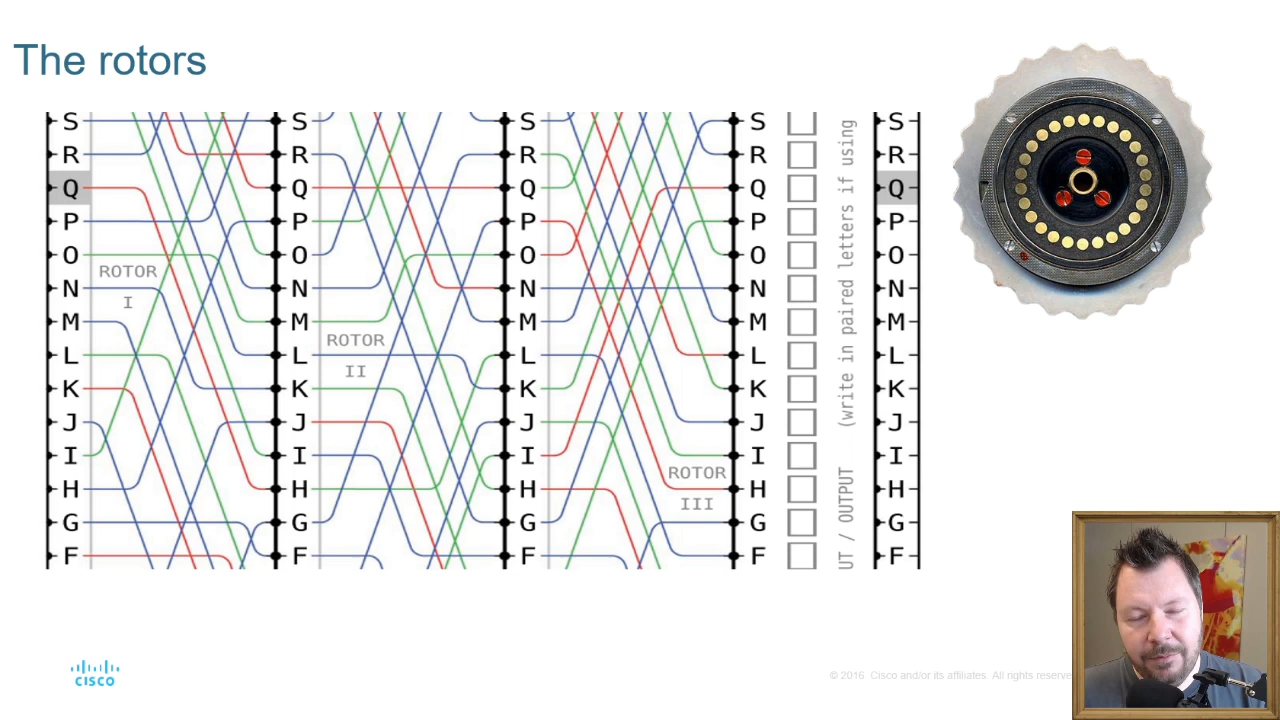 The rotors
S S S S
R R R R
Q Q Q Q Q
P P P P
O O O O
ROTOR
I
N N N N
M M M M
ROTOR
II
L L L L
K K K K
J J J J
I I I I
ROTOR
III
H H H H
G G G G
F F F F
UT / OUTPUT (write in paired letters if using
S
R
Q
P
O
N
M
L
K
J
I
H
G
F
CISCO
© 2016 Cisco and/or its affiliates. All rights reserve